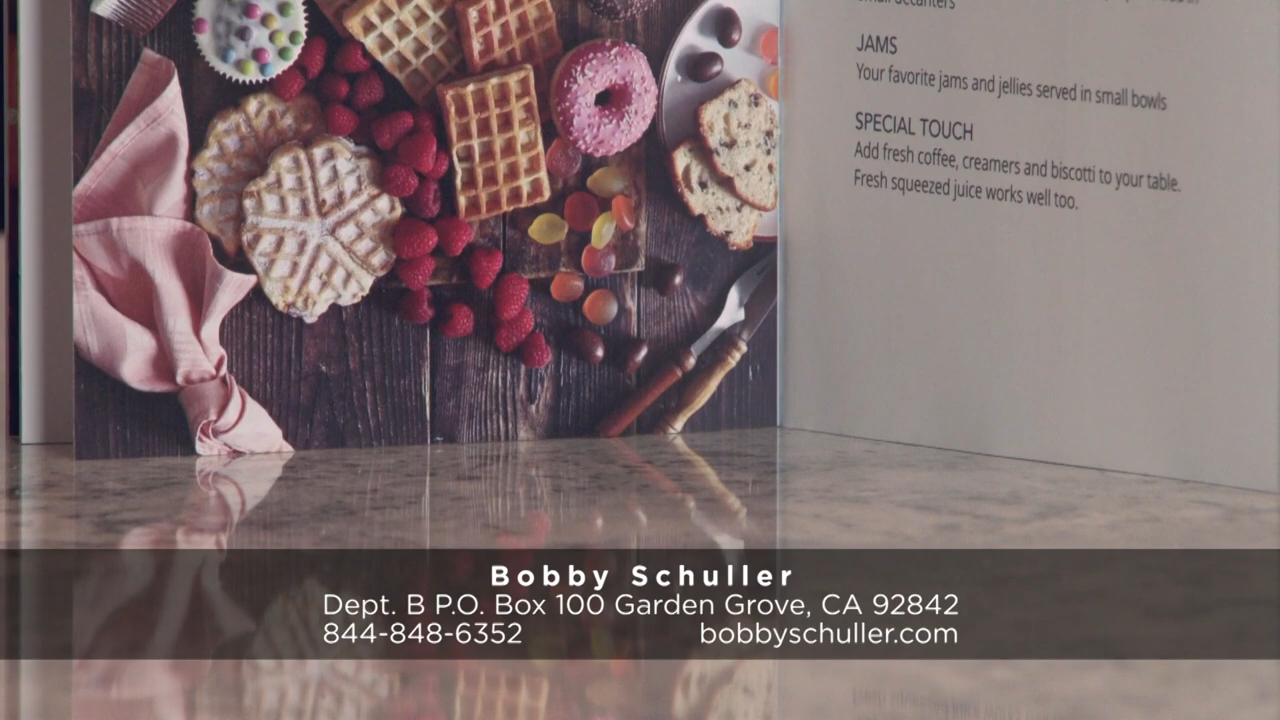 small decanters
JAMS
Your favorite jams and jellies served in small bowls
SPECIAL TOUCH
Add fresh coffee, creamers and biscotti to your table.
Fresh squeezed juice works well too.
Bobby Schuller
Dept. B P.O. Box 100 Garden Grove, CA 92842
844-848-6352 bobbyschuller.com